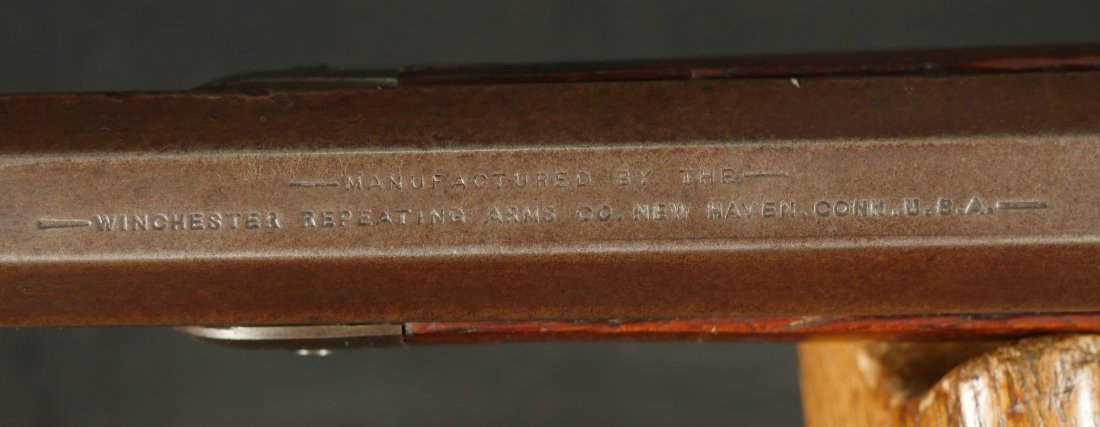 —MANUFACTURED BY THE—
—WINCHESTER REPEATING ARMS CO. NEW HAVEN. CONN. U.S.A.—